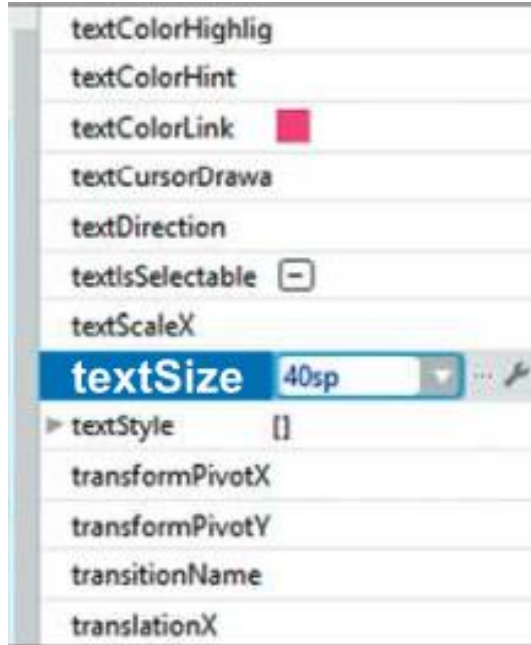 textColorHighlig
textColorHint
textColorLink
textCursorDrawa
textDirection
textIsSelectable
textScaleX
textSize 40sp ...
textStyle []
transformPivotX
transformPivotY
transitionName
translationX